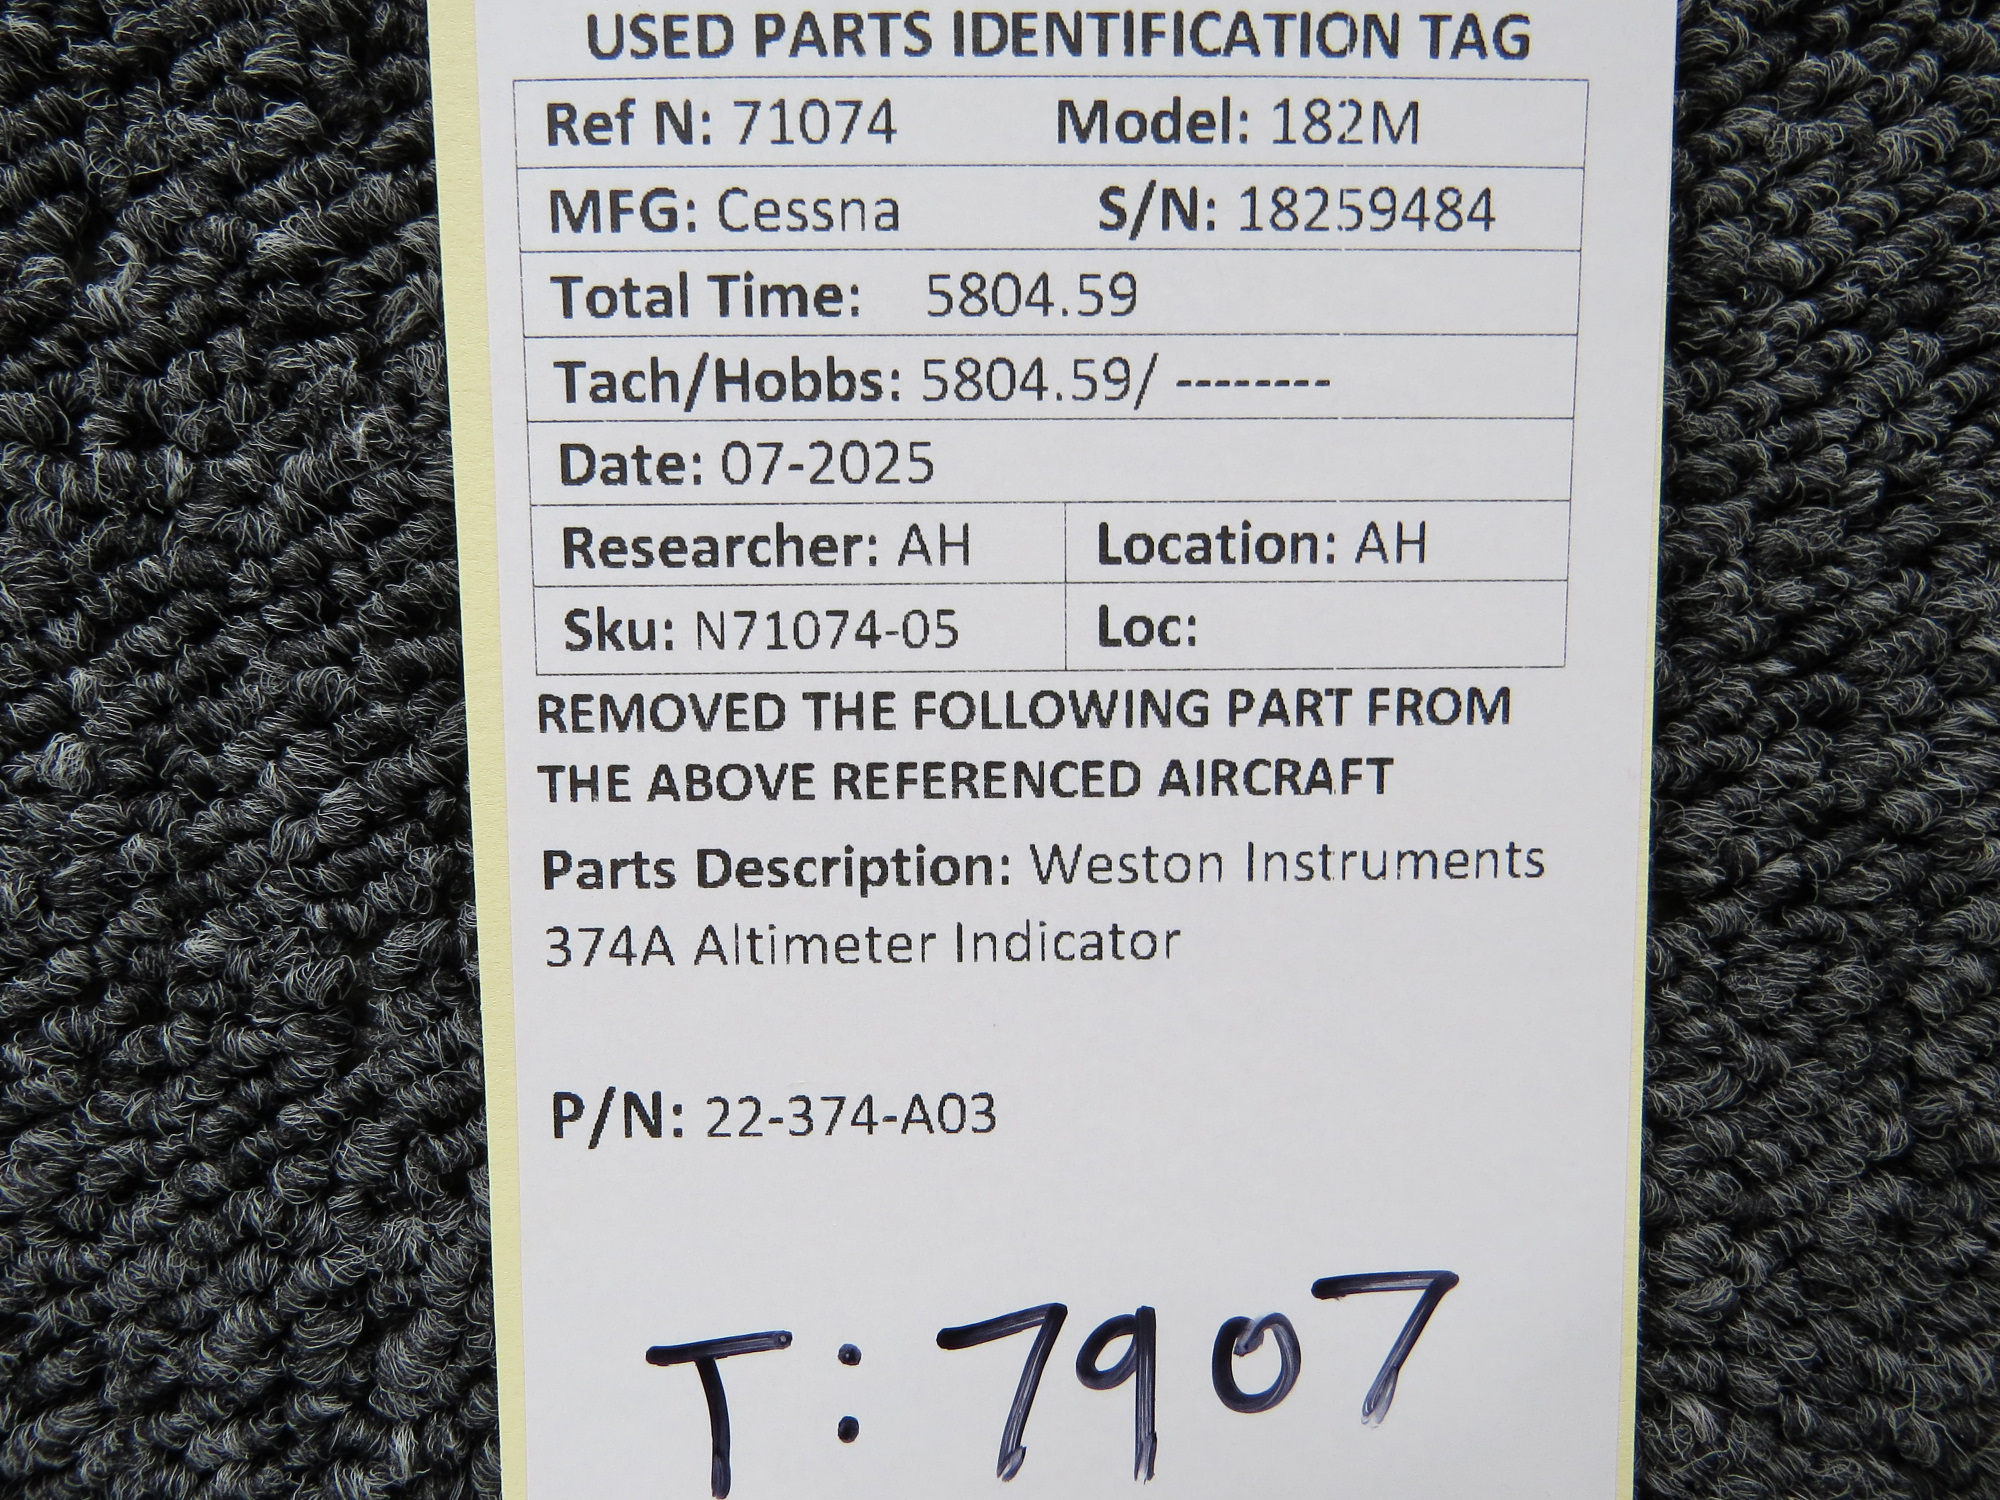 USED PARTS IDENTIFICATION TAG
Ref N: 71074 Model: 182M
MFG: Cessna S/N: 18259484
Total Time: 5804.59
Tach/Hobbs: 5804.59/ --------
Date: 07-2025
Researcher: AH Location: AH
Sku: N71074-05 Loc:
REMOVED THE FOLLOWING PART FROM
THE ABOVE REFERENCED AIRCRAFT
Parts Description: Weston Instruments
374A Altimeter Indicator
P/N: 22-374-A03
T: 7907